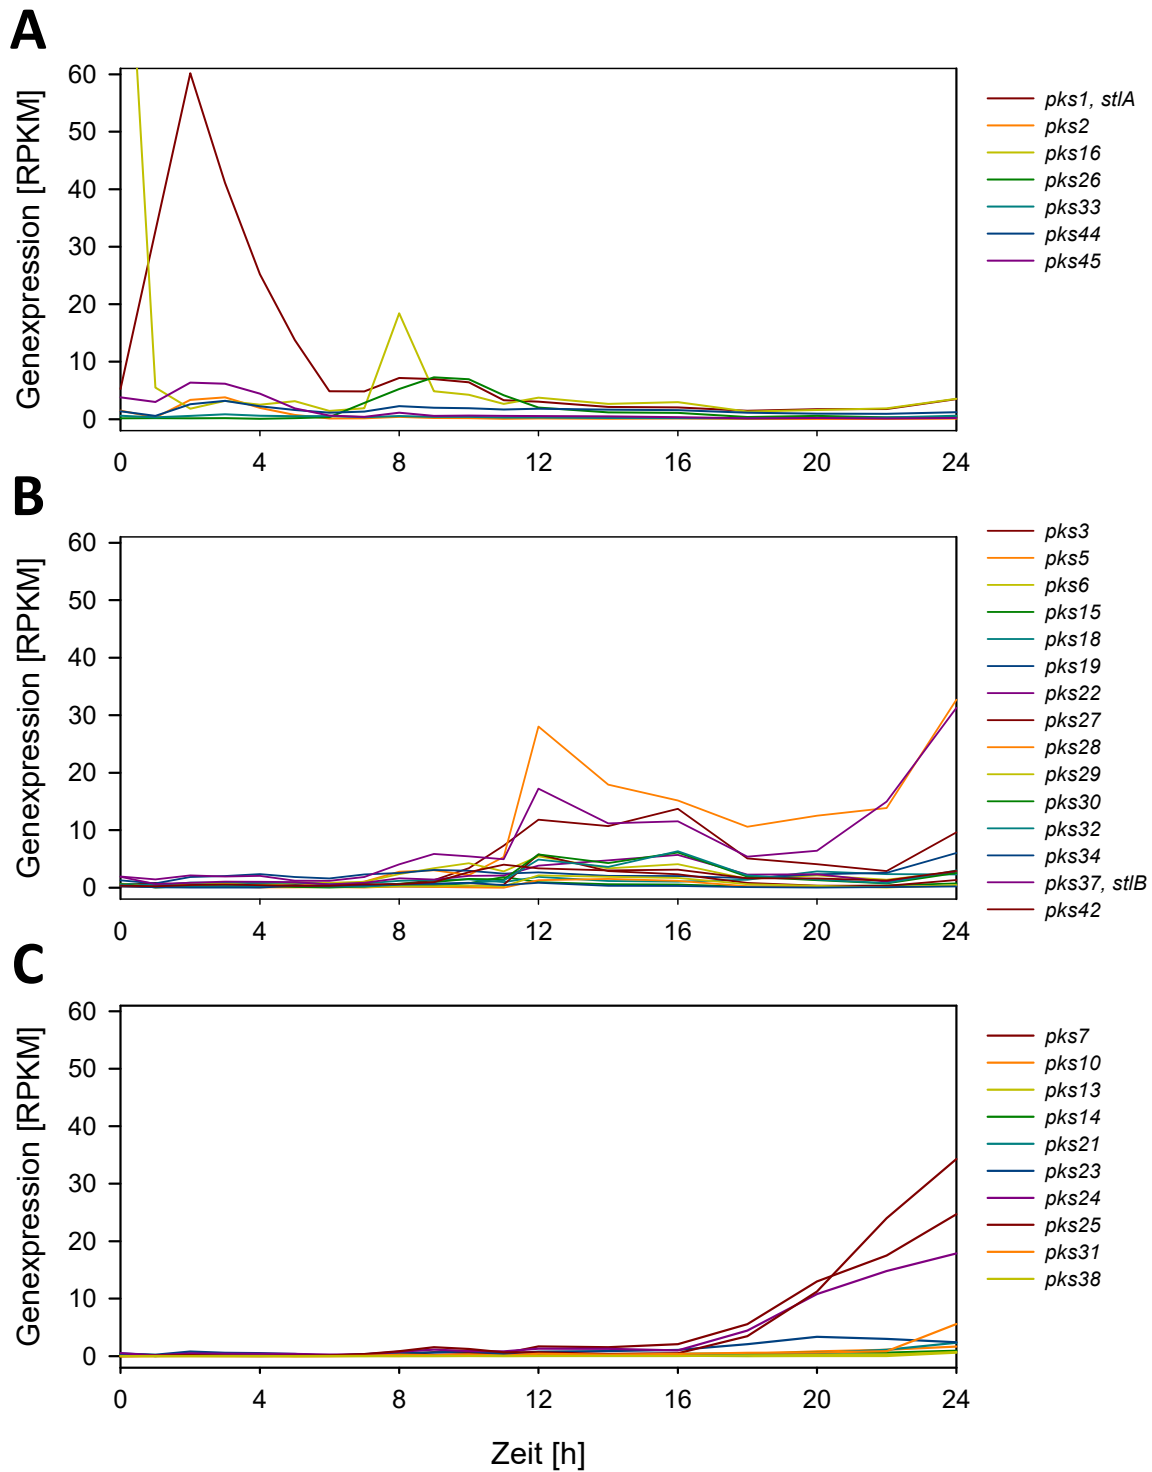 A
Genexpression [RPKM]
60
50
40
30
20
10
0
0 4 8 12 16 20 24
pks1, stlA
pks2
pks16
pks26
pks33
pks44
pks45
B
Genexpression [RPKM]
60
50
40
30
20
10
0
0 4 8 12 16 20 24
pks3
pks5
pks6
pks15
pks18
pks19
pks22
pks27
pks28
pks29
pks30
pks32
pks34
pks37, stlB
pks42
C
Genexpression [RPKM]
60
50
40
30
20
10
0
0 4 8 12 16 20 24
pks7
pks10
pks13
pks14
pks21
pks23
pks24
pks25
pks31
pks38
Zeit [h]